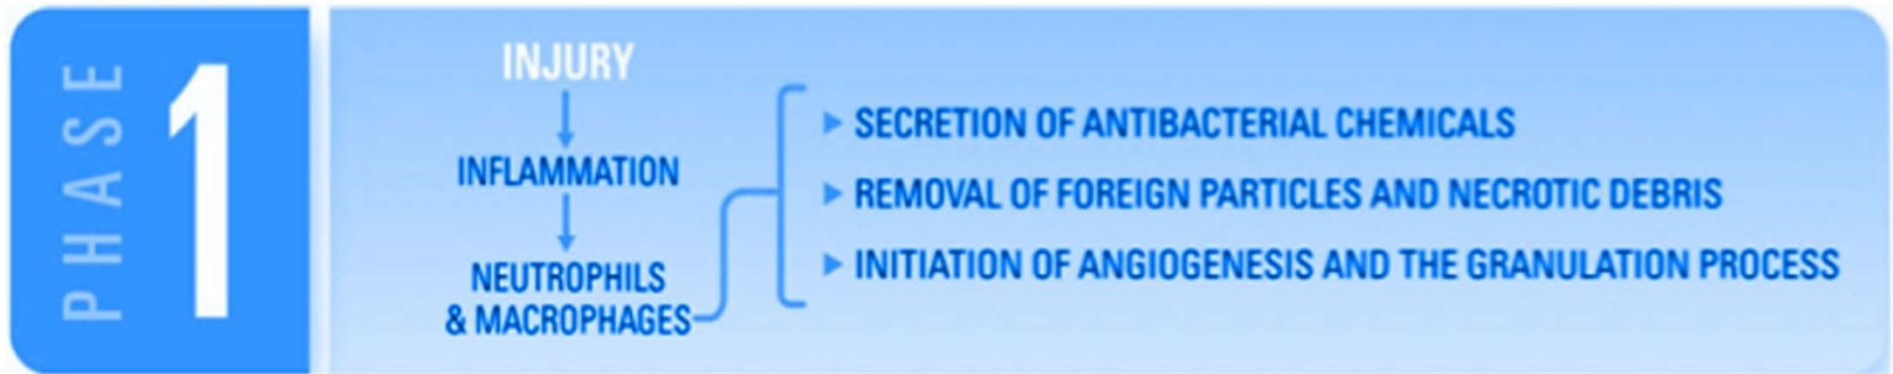 PHASE
1
INJURY
INFLAMMATION
NEUTROPHILS
& MACROPHAGES
SECRETION OF ANTIBACTERIAL CHEMICALS
REMOVAL OF FOREIGN PARTICLES AND NECROTIC DEBRIS
INITIATION OF ANGIOGENESIS AND THE GRANULATION PROCESS